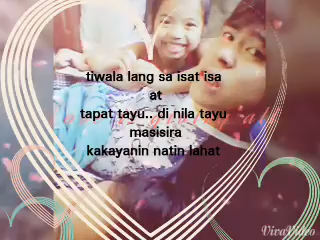 tiwala lang sa isat isa
at
tapat tayu.. di nila tayu
masisira
kakayanin natin lahat
VivaVideo